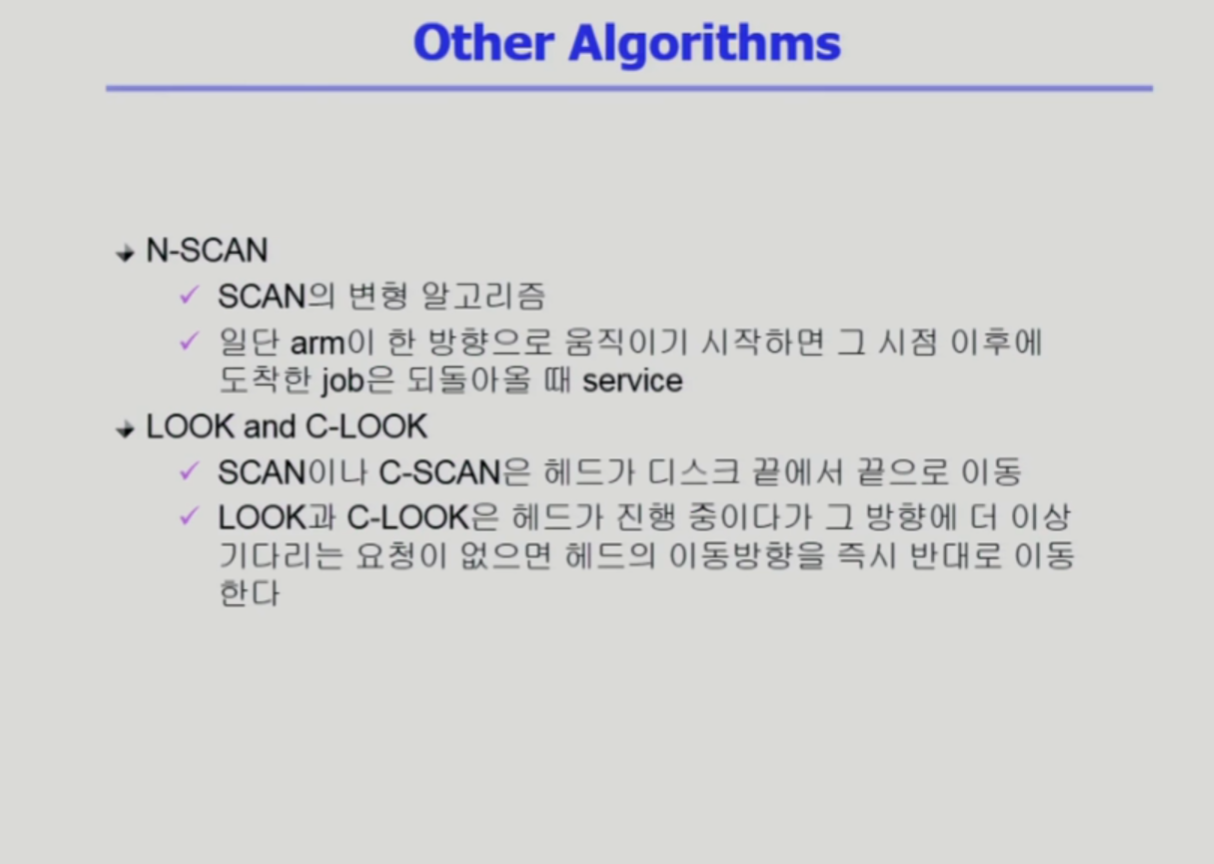 Other Algorithms
N-SCAN
SCAN의 변형 알고리즘
일단 arm이 한 방향으로 움직이기 시작하면 그 시점 이후에
도착한 job은 되돌아올 때 service
LOOK and C-LOOK
SCAN이나 C-SCAN은 헤드가 디스크 끝에서 끝으로 이동
LOOK과 C-LOOK은 헤드가 진행 중이다가 그 방향에 더 이상
기다리는 요청이 없으면 헤드의 이동방향을 즉시 반대로 이동
한다